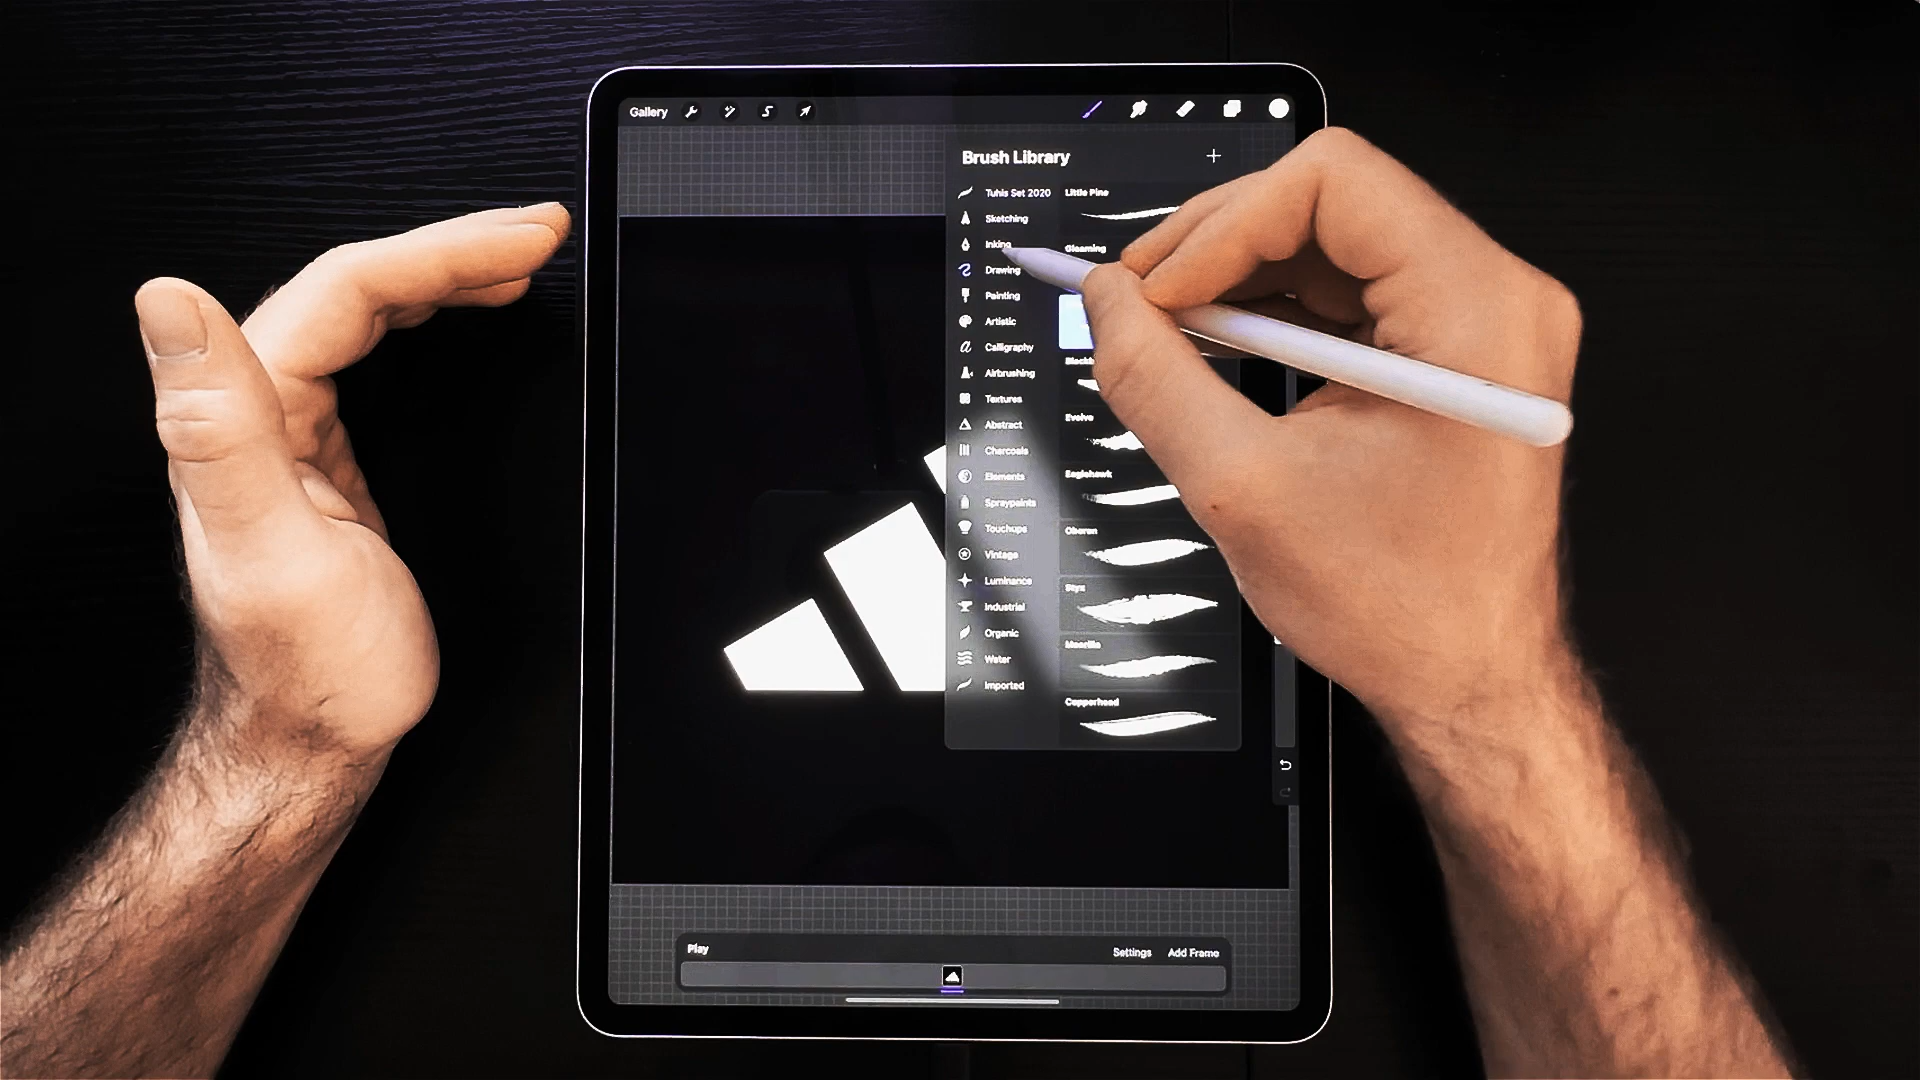 Gallery
Brush Library
Tuhis Set 2020
Sketching
Inking
Drawing
Painting
Artistic
Calligraphy
Airbrushing
Textures
Abstract
Charcoals
Elements
Spraypaints
Touchups
Vintage
Luminance
Industrial
Organic
Water
Imported
Little Pine
Gleaming
Evolve
Eaglehawk
Oberon
Styx
Copperhead
Play
Settings
Add Frame